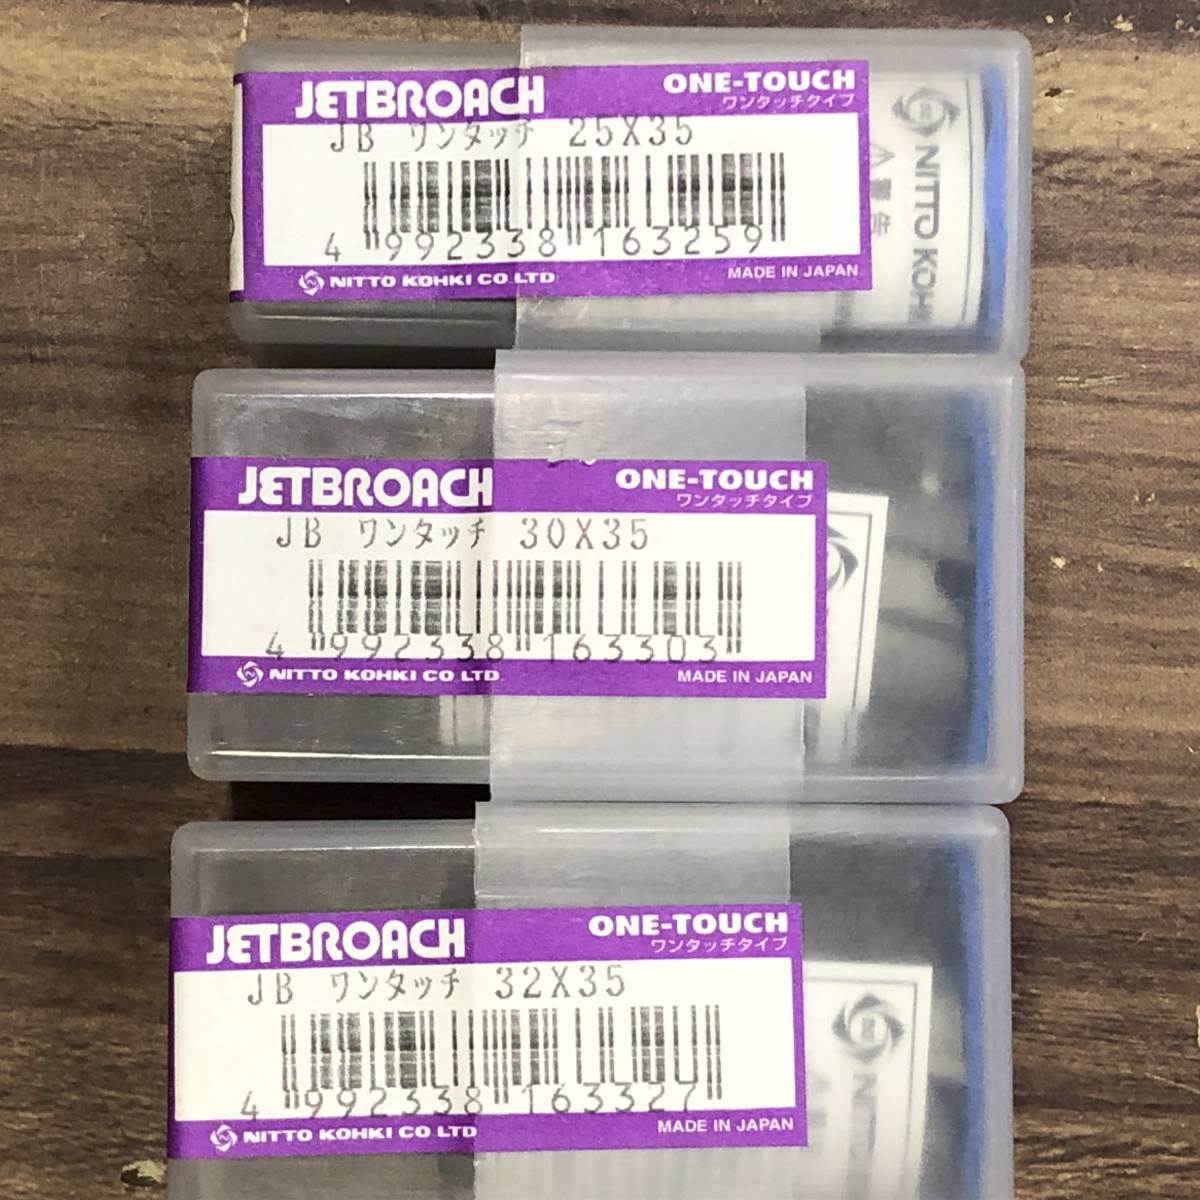 JETBROACH
ONE-TOUCH
ワンタッチタイプ
JB ワンタッチ 25X35
4 992338 163259
NITTO KOHKI CO LTD
MADE IN JAPAN
NITTO KOH
警告
JETBROACH
ONE-TOUCH
ワンタッチタイプ
JB ワンタッチ 30X35
4 992338 163303
NITTO KOHKI CO LTD
MADE IN JAPAN
JETBROACH
ONE-TOUCH
ワンタッチタイプ
JB ワンタッチ 32X35
4 992338 163327
NITTO KOHKI CO LTD
MADE IN JAPAN